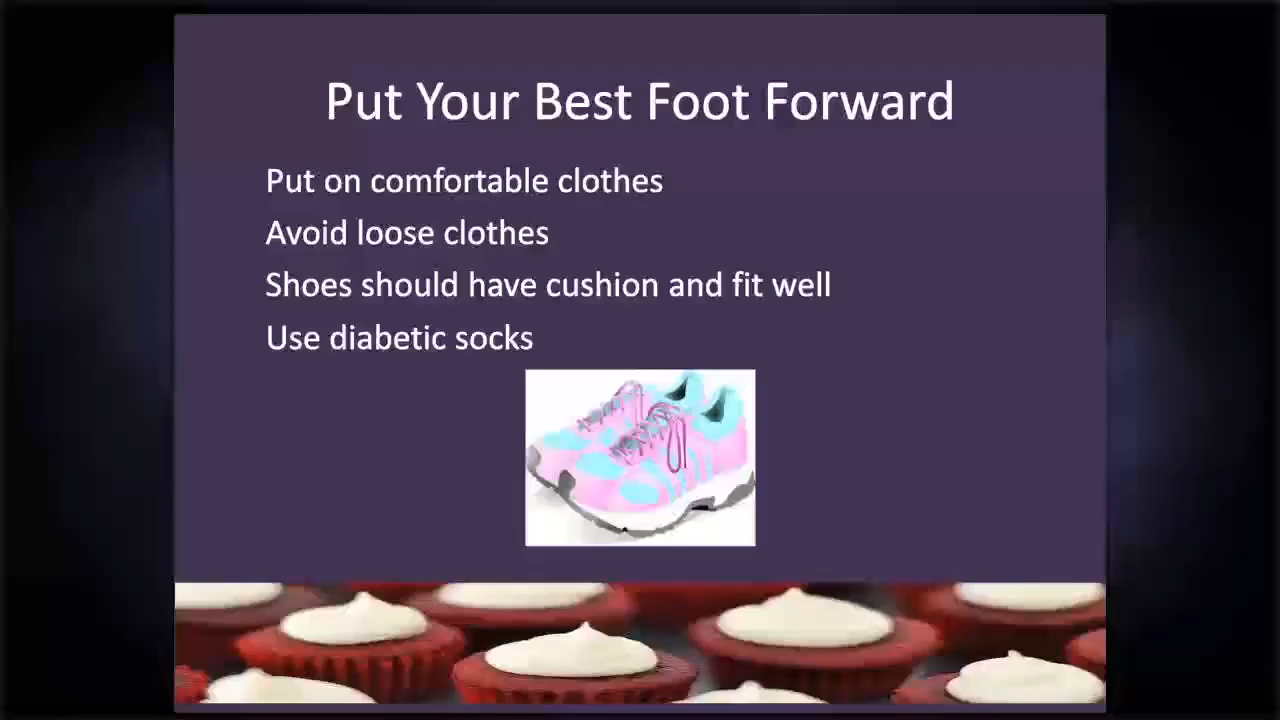 Put Your Best Foot Forward
Put on comfortable clothes
Avoid loose clothes
Shoes should have cushion and fit well
Use diabetic socks